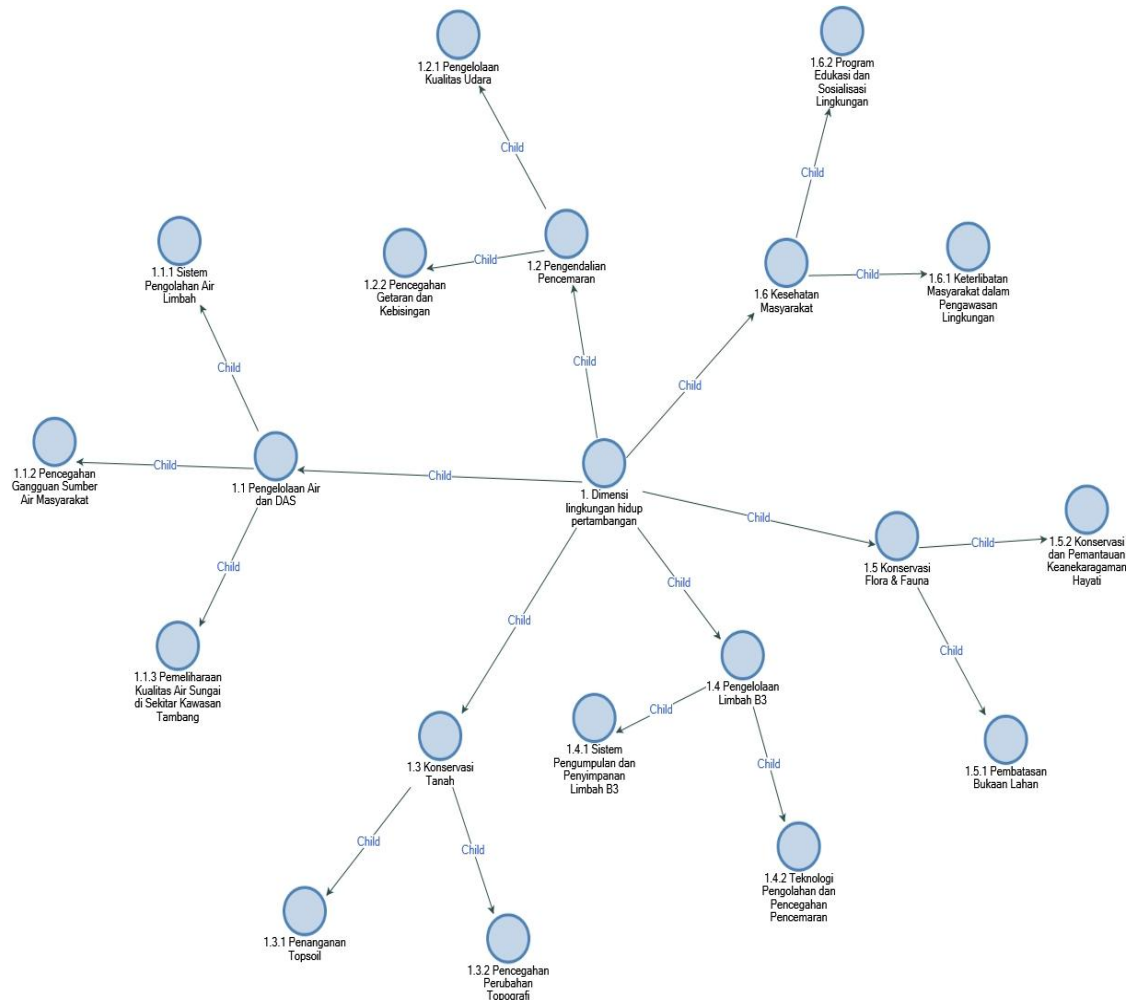 1.2.1 Pengelolaan
Kualitas Udara
1.6.2 Program
Edukasi dan
Sosialisasi
Lingkungan
Child
Child
1.1.1 Sistem
Pengolahan Air
Limbah
Child
1.2.2 Pencegahan
Getaran dan
Kebisingan
1.2 Pengendalian
Pencemaran
1.6 Kesehatan
Masyarakat
Child
1.6.1 Keterlibatan
Masyarakat dalam
Pengawasan
Lingkungan
Child
Child
Child
1.1.2 Pencegahan
Gangguan Sumber
Air Masyarakat
Child
1.1 Pengelolaan Air
dan DAS
Child
1. Dimensi
lingkungan hidup
pertambangan
Child
1.5 Konservasi
Flora & Fauna
Child
1.5.2 Konservasi
dan Pemantauan
Keanekaragaman
Hayati
Child
Child
Child
Child
1.1.3 Pemeliharaan
Kualitas Air Sungai
di Sekitar Kawasan
Tambang
1.4 Pengelolaan
Limbah B3
Child
1.4.1 Sistem
Pengumpulan dan
Penyimpanan
Limbah B3
Child
1.3 Konservasi
Tanah
1.5.1 Pembatasan
Bukaan Lahan
Child
Child
1.4.2 Teknologi
Pengolahan dan
Pencegahan
Pencemaran
1.3.1 Penanganan
Topsoil
1.3.2 Pencegahan
Perubahan
Topografi